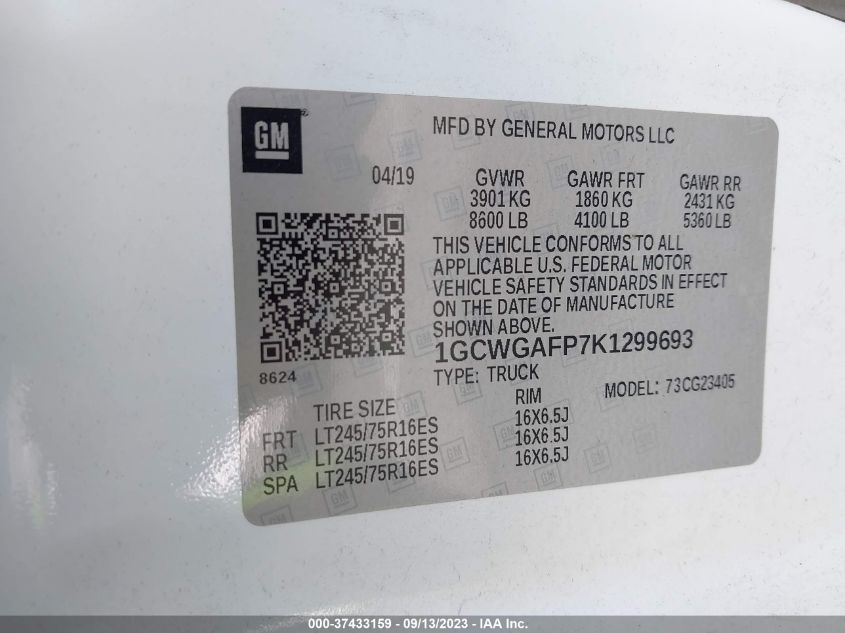 GM
MFD BY GENERAL MOTORS LLC
04/19 GVWR GAWR FRT GAWR RR
3901 KG 1860 KG 2431 KG
8600 LB 4100 LB 5360 LB
THIS VEHICLE CONFORMS TO ALL
APPLICABLE U.S. FEDERAL MOTOR
VEHICLE SAFETY STANDARDS IN EFFECT
ON THE DATE OF MANUFACTURE
SHOWN ABOVE.
1GCWGAFP7K1299693
8624
TYPE: TRUCK MODEL: 73CG23405
TIRE SIZE RIM
FRT LT245/75R16ES 16X6.5J
RR LT245/75R16ES 16X6.5J
SPA LT245/75R16ES 16X6.5J
000-37433159 - 09/13/2023 - IAA Inc.